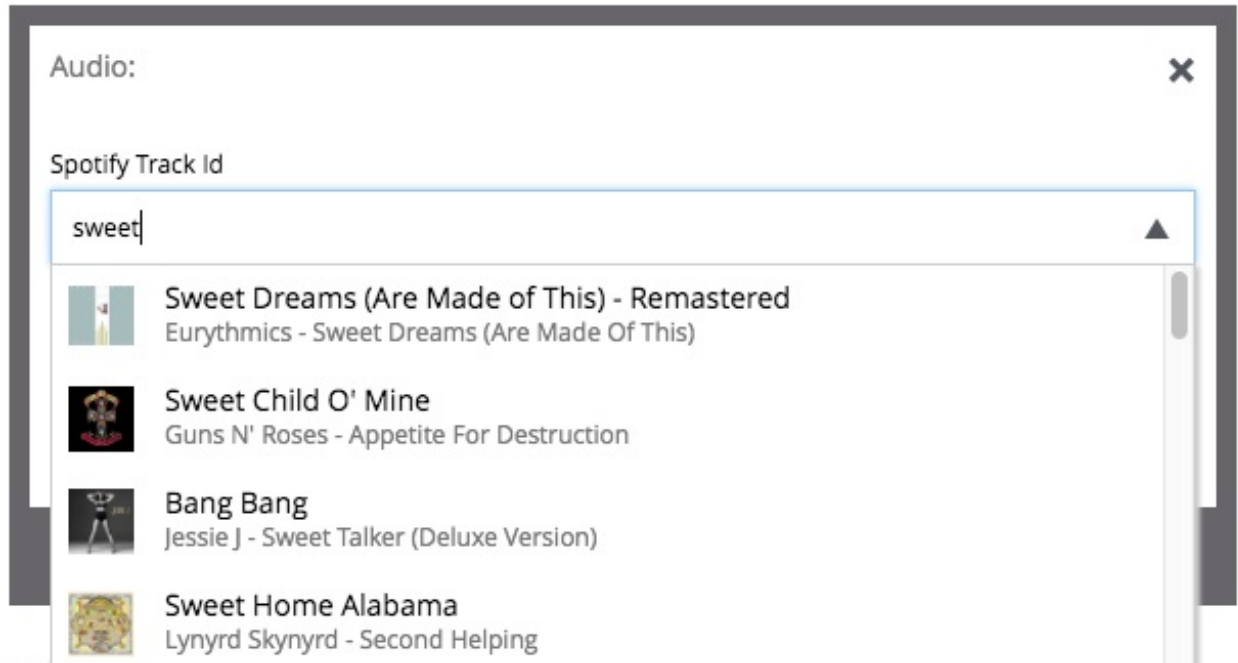 Audio:
Spotify Track Id
sweet
Sweet Dreams (Are Made of This) - Remastered
Eurythmics - Sweet Dreams (Are Made Of This)
Sweet Child O' Mine
Guns N' Roses - Appetite For Destruction
Bang Bang
Jessie J - Sweet Talker (Deluxe Version)
Sweet Home Alabama
Lynyrd Skynyrd - Second Helping